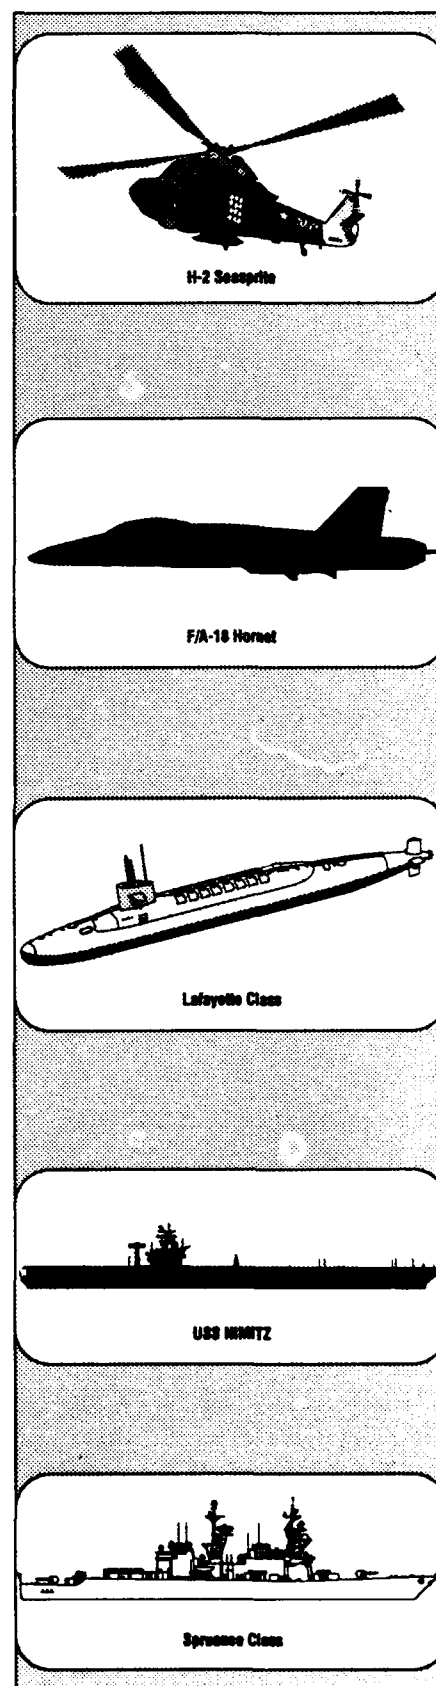 H-2 Seasprite
F/A-18 Hornet
Lafayette Class
USS NIMITZ
Spruance Class